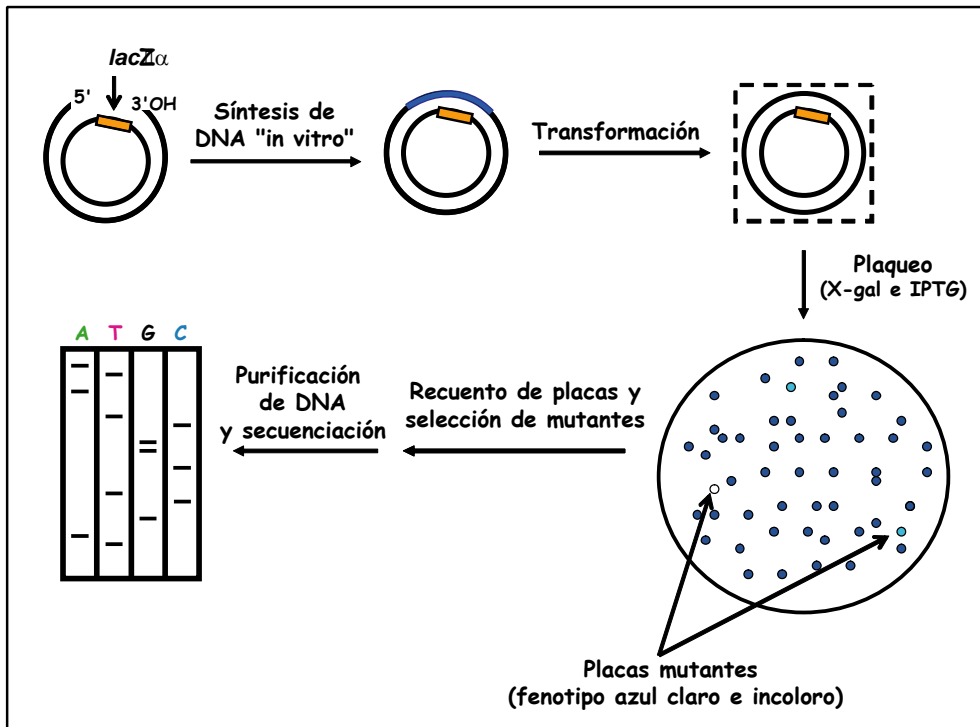 lacZα
5'
3'OH
Síntesis de
DNA "in vitro"
Transformación
Plaqueo
(X-gal e IPTG)
A T G C
Purificación
de DNA
y secuenciación
Recuento de placas y
selección de mutantes
Placas mutantes
(fenotipo azul claro e incoloro)